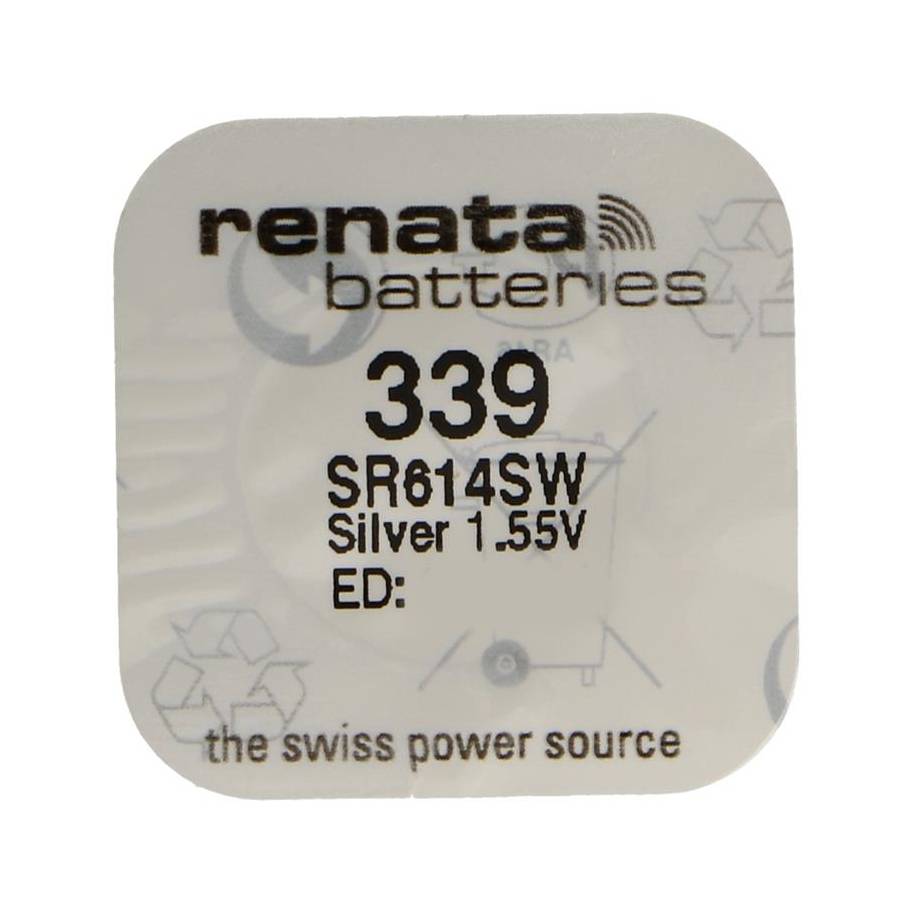 renata
batteries
339
SR614SW
Silver 1.55V
ED:
the swiss power source